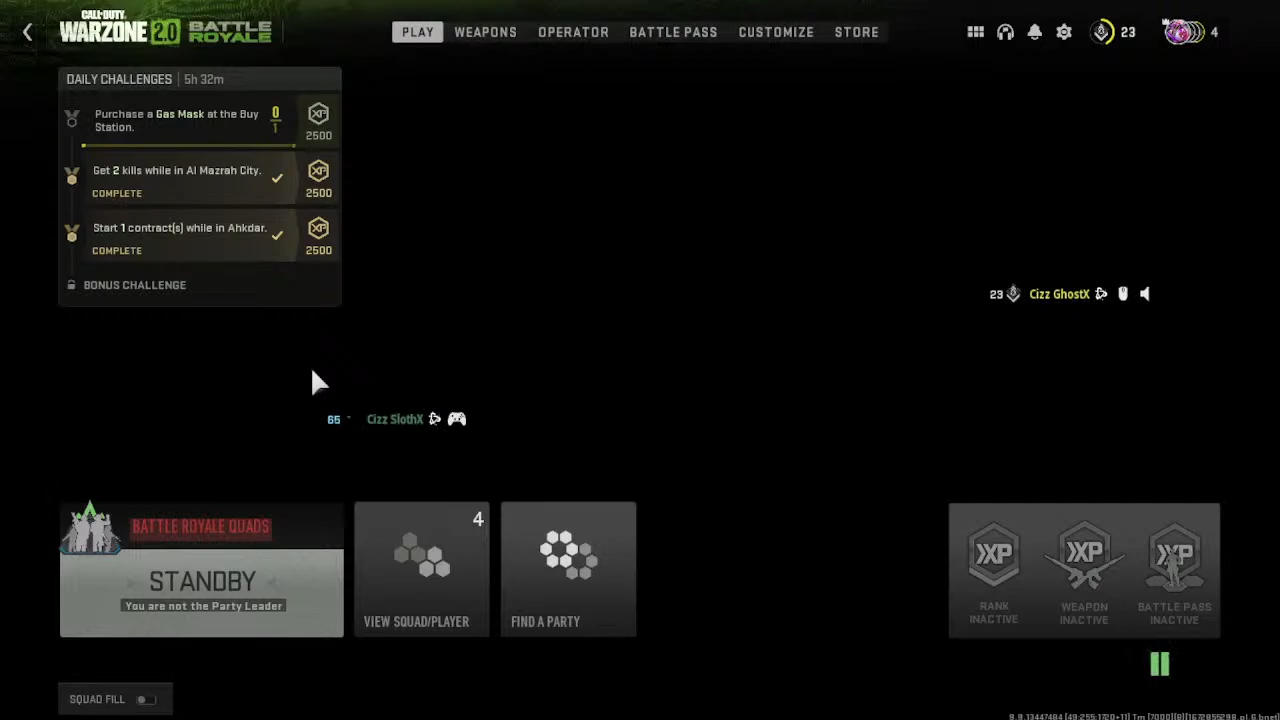 CALL OF DUTY
WARZONE 2.0 BATTLE ROYALE
PLAY WEAPONS OPERATOR BATTLE PASS CUSTOMIZE STORE
23
4
DAILY CHALLENGES 5h 32m
Purchase a Gas Mask at the Buy
Station.
0
1
XP
2500
Get 2 kills while in Al Mazrah City.
COMPLETE
XP
2500
Start 1 contract(s) while in Ahkdar.
COMPLETE
XP
2500
BONUS CHALLENGE
23 Cizz GhostX
65 Cizz SlothX
BATTLE ROYALE QUADS
STANDBY
You are not the Party Leader
4
VIEW SQUAD/PLAYER
FIND A PARTY
XP
RANK
INACTIVE
XP
WEAPON
INACTIVE
XP
BATTLE PASS
INACTIVE
SQUAD FILL